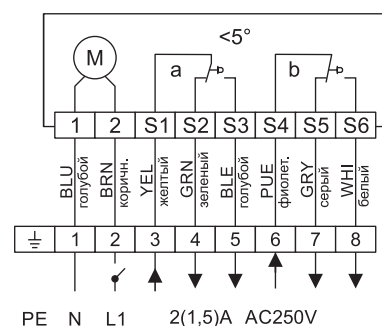 <5°
M
a
b
1 2 S1 S2 S3 S4 S5 S6
BLU
голубой
BRN
коричн.
YEL
желтый
GRN
зеленый
BLE
голубой
PUE
фиолет.
GRY
серый
WHI
белый
1 2 3 4 5 6 7 8
PE N L1 2(1,5)A AC250V